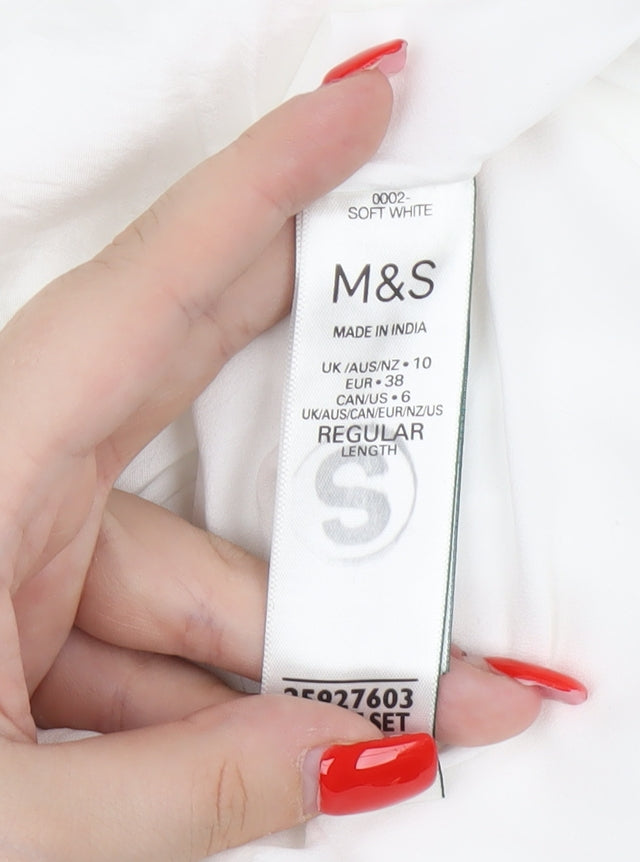 0002-
SOFT WHITE
M&S
MADE IN INDIA
UK /AUS/NZ • 10
EUR • 38
CAN/US • 6
UK/AUS/CAN/EUR/NZ/US
REGULAR
LENGTH
S
25927603
SET